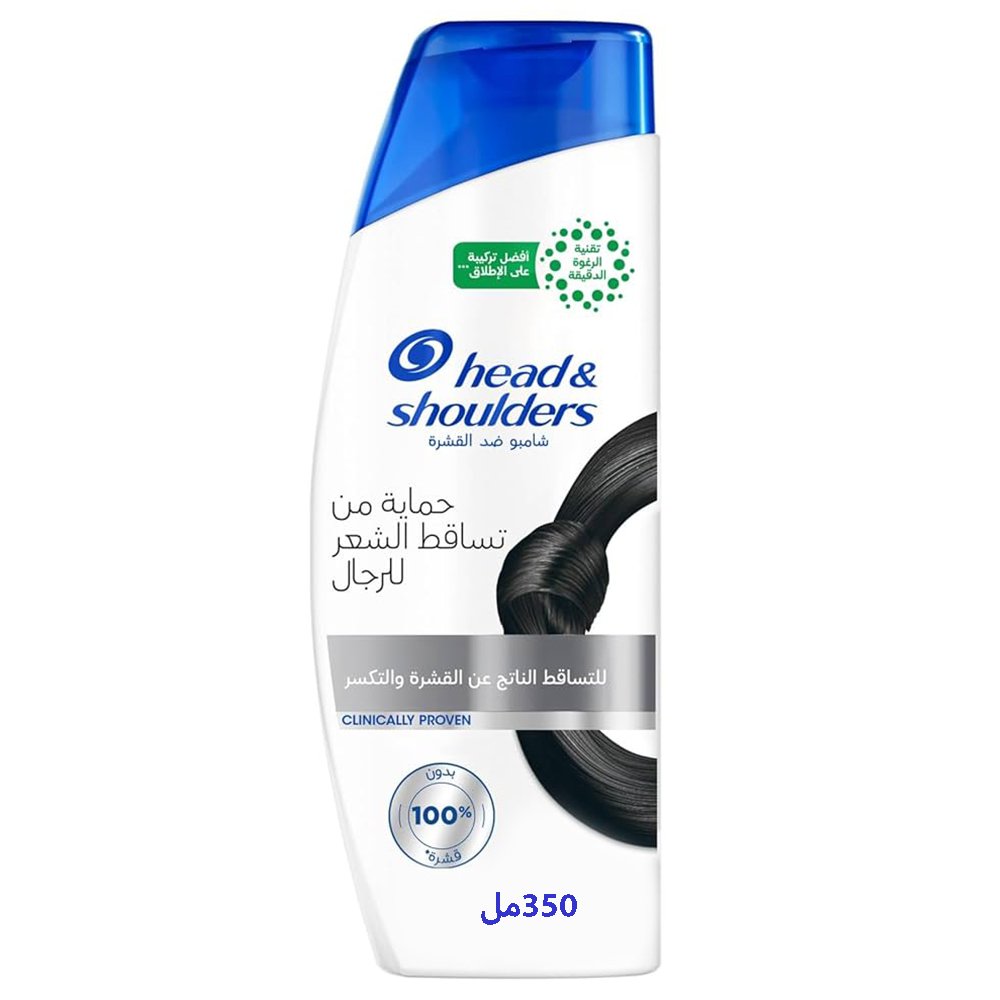 أفضل تركيبة
على الإطلاق***
تقنية
الرغوة
الدقيقة
head &
shoulders
شامبو ضد القشرة
حماية من
تساقط الشعر
للرجال
للتساقط الناتج عن القشرة والتكسر
CLINICALLY PROVEN
بدون
100%
قشرة*
350مل